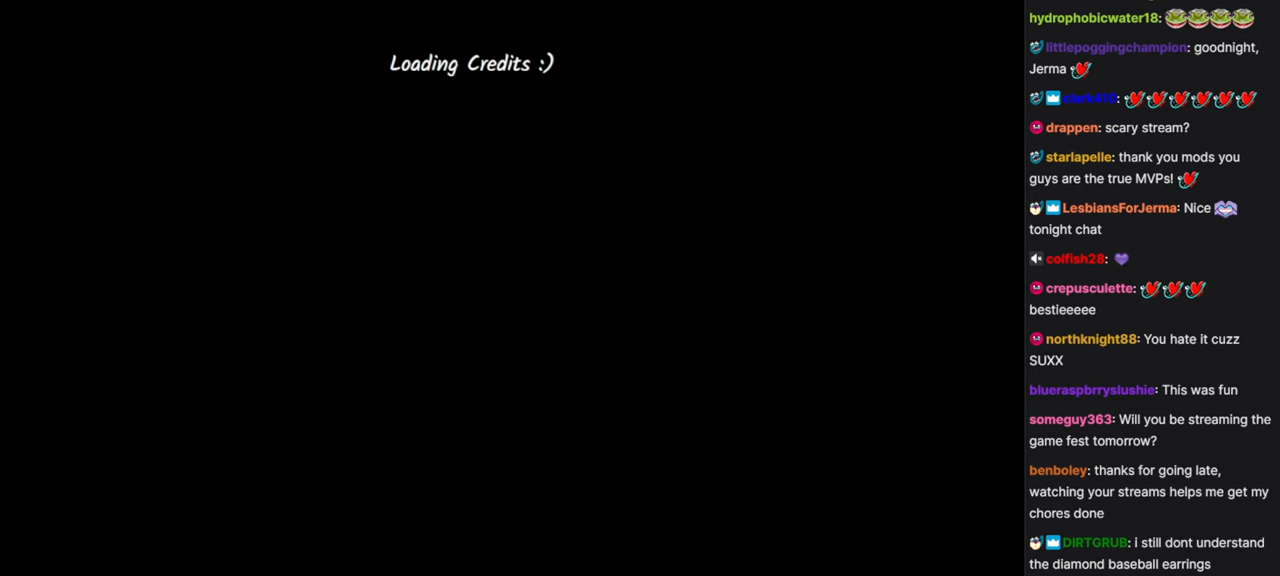 Loading Credits :)
hydrophobicwater18:
littlepoggingchampion: goodnight,
Jerma
clark410:
drappen: scary stream?
starlapelle: thank you mods you
guys are the true MVPs!
LesbiansForJerma: Nice
tonight chat
colfish28:
crepusculette:
bestieeeee
northknight88: You hate it cuzz
SUXX
blueraspbrryslushie: This was fun
someguy363: Will you be streaming the
game fest tomorrow?
benboley: thanks for going late,
watching your streams helps me get my
chores done
DIRTGRUB: i still dont understand
the diamond baseball earrings